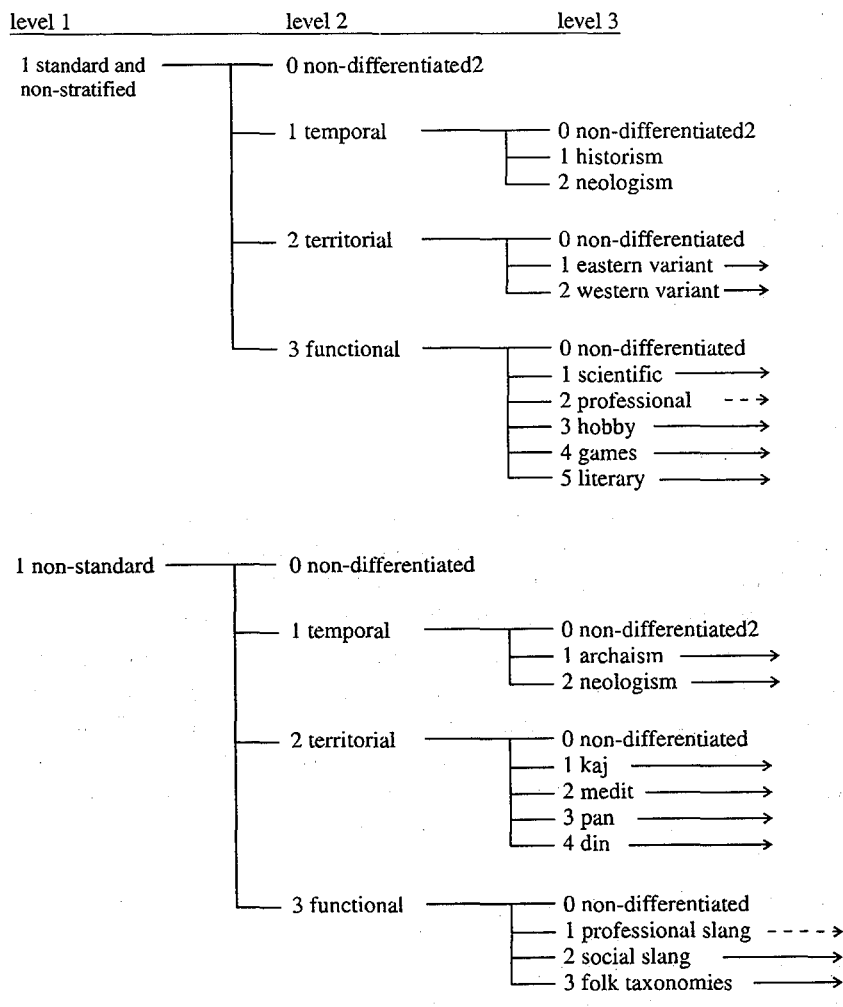 level 1 level 2 level 3
1 standard and 0 non-differentiated2
non-stratified
1 temporal 0 non-differentiated2
1 historism
2 neologism
2 territorial 0 non-differentiated
1 eastern variant
2 western variant
3 functional 0 non-differentiated
1 scientific
2 professional
3 hobby
4 games
5 literary
1 non-standard 0 non-differentiated
1 temporal 0 non-differentiated2
1 archaism
2 neologism
2 territorial 0 non-differentiated
1 kaj
2 medit
3 pan
4 din
3 functional 0 non-differentiated
1 professional slang
2 social slang
3 folk taxonomies